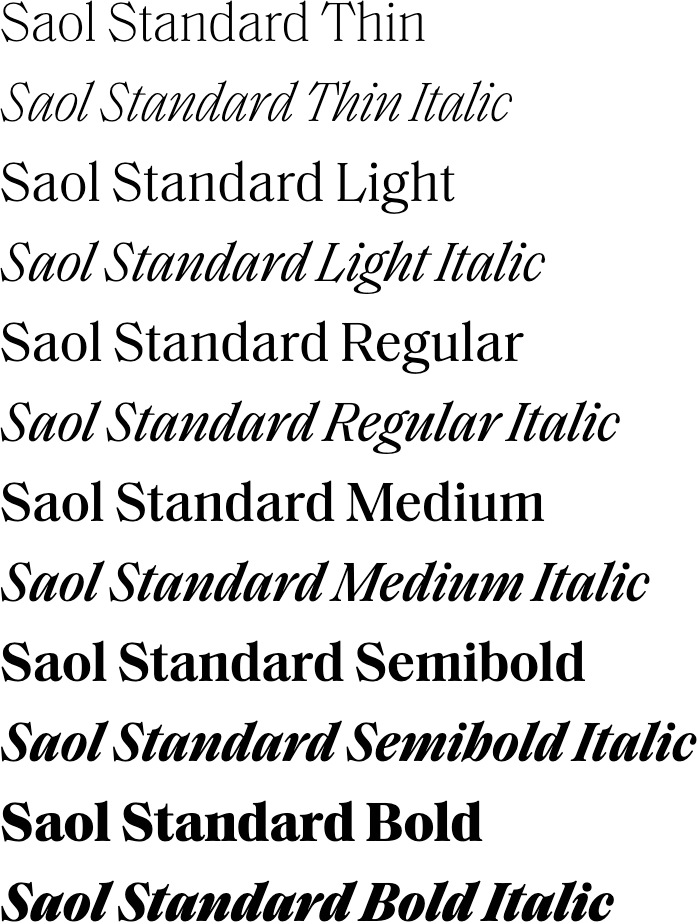 Saol Standard Thin
Saol Standard Thin Italic
Saol Standard Light
Saol Standard Light Italic
Saol Standard Regular
Saol Standard Regular Italic
Saol Standard Medium
Saol Standard Medium Italic
Saol Standard Semibold
Saol Standard Semibold Italic
Saol Standard Bold
Saol Standard Bold Italic